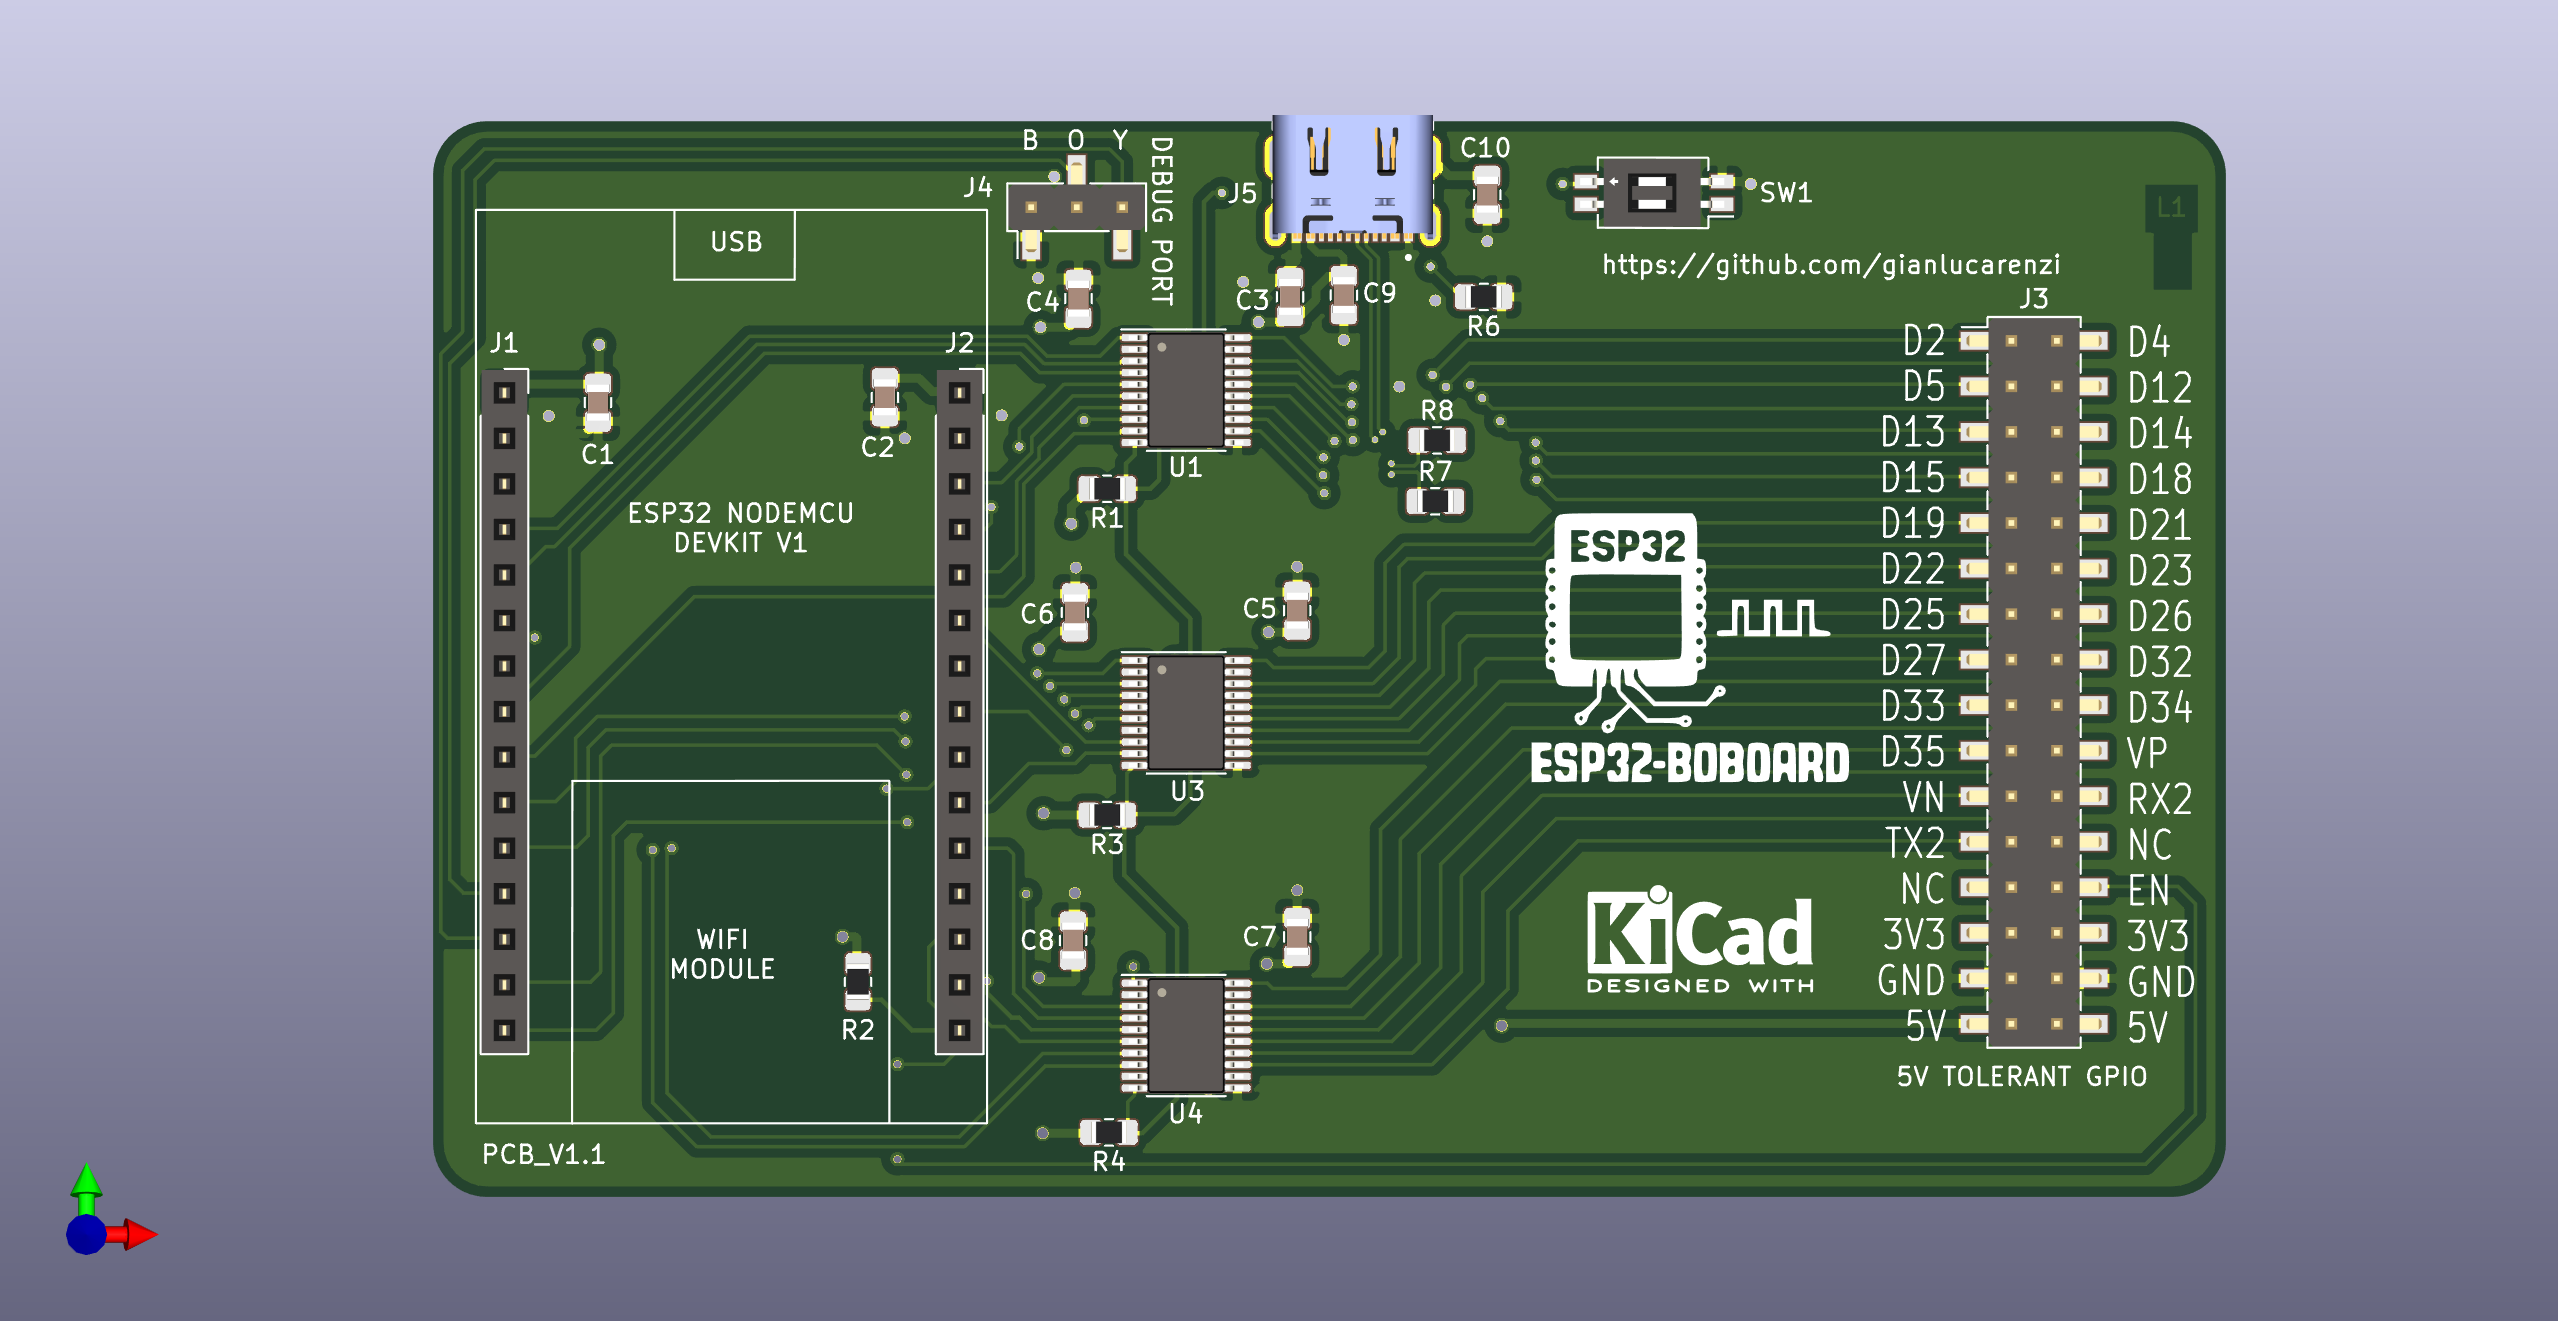 B O Y
DEBUG PORT
J4
J5
C10
SW1
L1
USB
https://github.com/gianlucarenzi
C4
C3
C9
R6
J3
J1
J2
C1
C2
U1
R8
R7
R1
ESP32 NODEMCU
DEVKIT V1
C6
C5
U3
R3
ESP32
ESP32-BOBOARD
D2 D4
D5 D12
D13 D14
D15 D18
D19 D21
D22 D23
D25 D26
D27 D32
D33 D34
D35 VP
VN RX2
TX2 NC
NC EN
3V3 3V3
GND GND
5V 5V
5V TOLERANT GPIO
KiCad
DESIGNED WITH
WIFI
MODULE
C8
C7
R2
U4
R4
PCB_V1.1